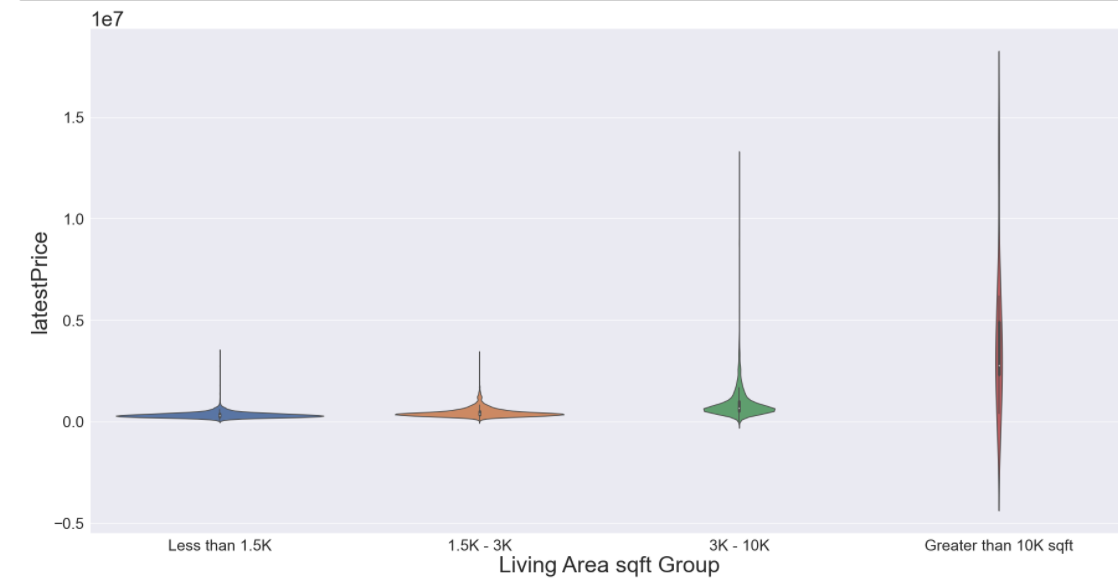 1e7
1.5
1.0
0.5
0.0
−0.5
latestPrice
Less than 1.5K
1.5K - 3K
3K - 10K
Greater than 10K sqft
Living Area sqft Group